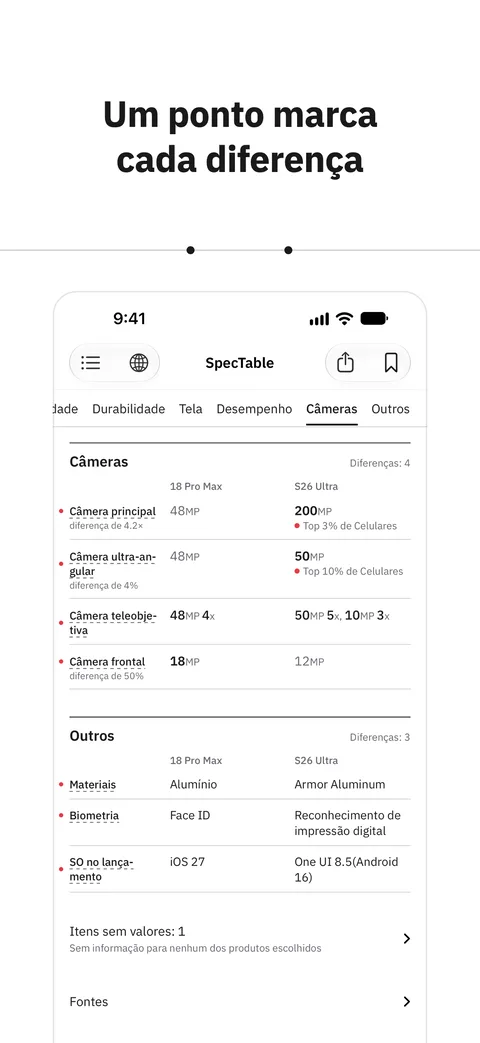 Um ponto marca
cada diferença
9:41
SpecTable
dade Durabilidade Tela Desempenho Câmeras Outros
Câmeras Diferenças: 4
18 Pro Max S26 Ultra
Câmera principal 48MP 200MP
diferença de 4.2× Top 3% de Celulares
Câmera ultra-an- 48MP 50MP
gular Top 10% de Celulares
diferença de 4%
Câmera teleobje- 48MP 4x 50MP 5x, 10MP 3x
tiva
Câmera frontal 18MP 12MP
diferença de 50%
Outros Diferenças: 3
18 Pro Max S26 Ultra
Materiais Alumínio Armor Aluminum
Biometria Face ID Reconhecimento de
impressão digital
SO no lança- iOS 27 One UI 8.5(Android
mento 16)
Itens sem valores: 1
Sem informação para nenhum dos produtos escolhidos
Fontes